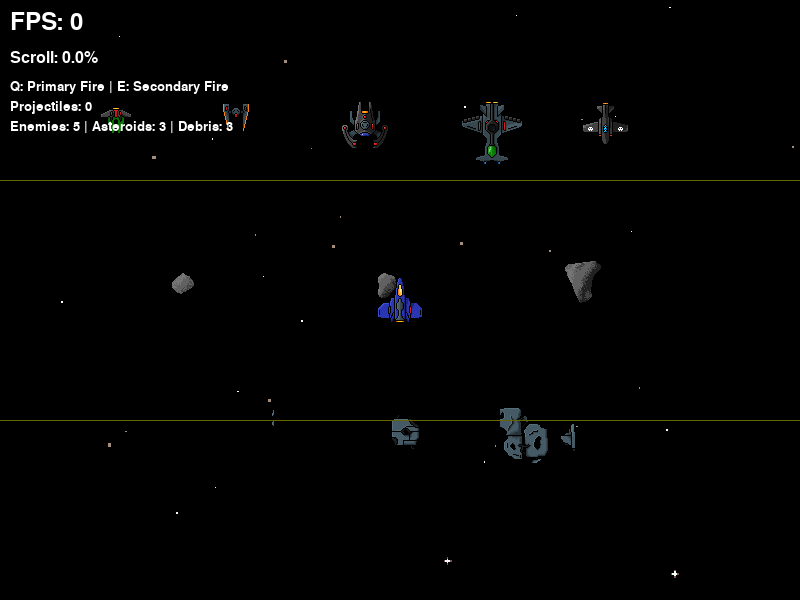 FPS: 0
Scroll: 0.0%
Q: Primary Fire | E: Secondary Fire
Projectiles: 0
Enemies: 5 | Asteroids: 3 | Debris: 3